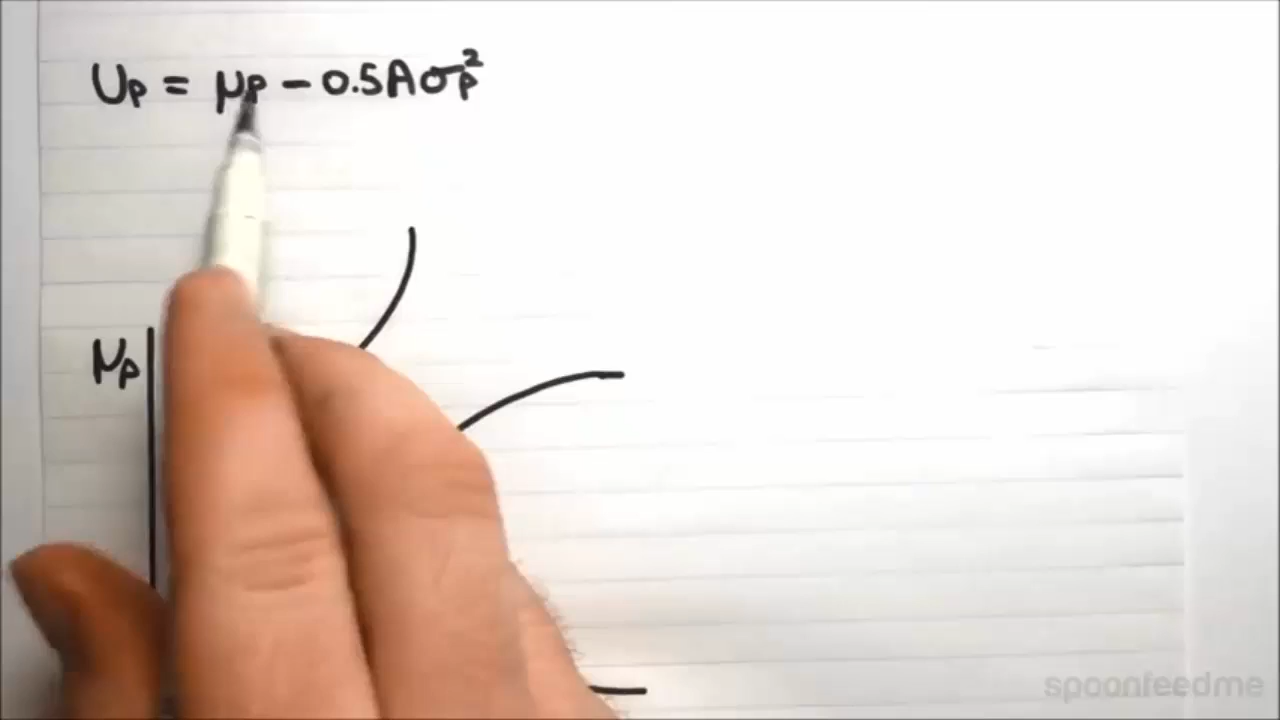 Up = μp − 0.5Aσp²
μp
spoonfeedme